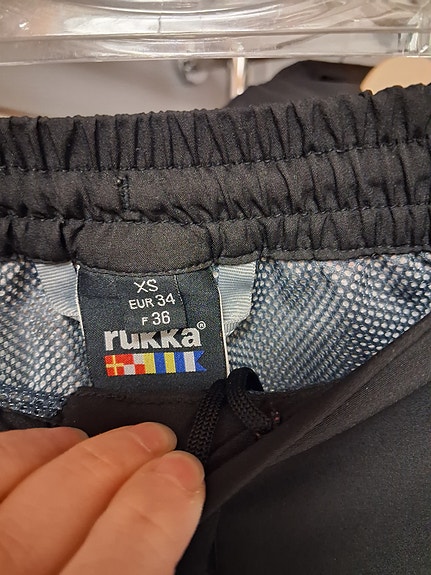 XS
EUR 34
F 36
rukka®